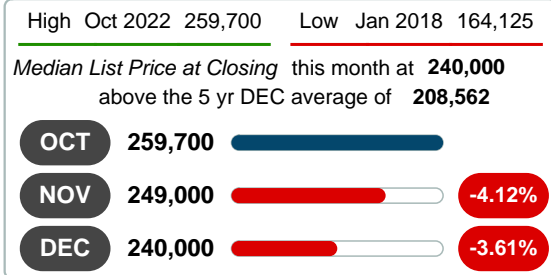 High Oct 2022 259,700 Low Jan 2018 164,125
Median List Price at Closing this month at 240,000
above the 5 yr DEC average of 208,562
OCT 259,700
NOV 249,000 -4.12%
DEC 240,000 -3.61%